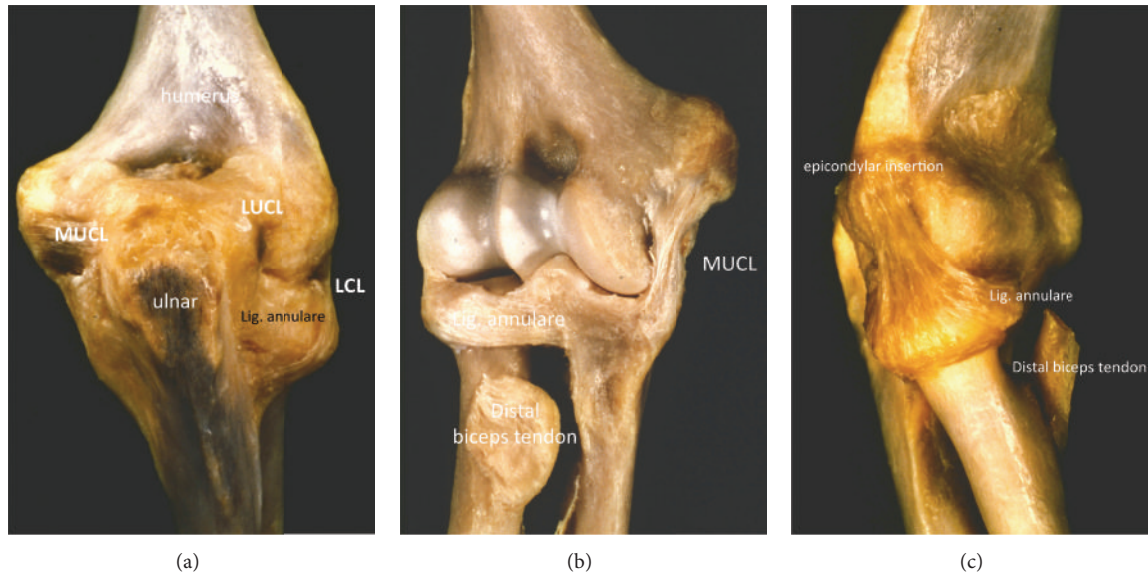 humerus
LUCL
MUCL
LCL
ulnar
Lig. annulare
MUCL
Lig. annulare
Distal
biceps tendon
epicondylar insertion
Lig. annulare
Distal biceps tendon
(a)
(b)
(c)